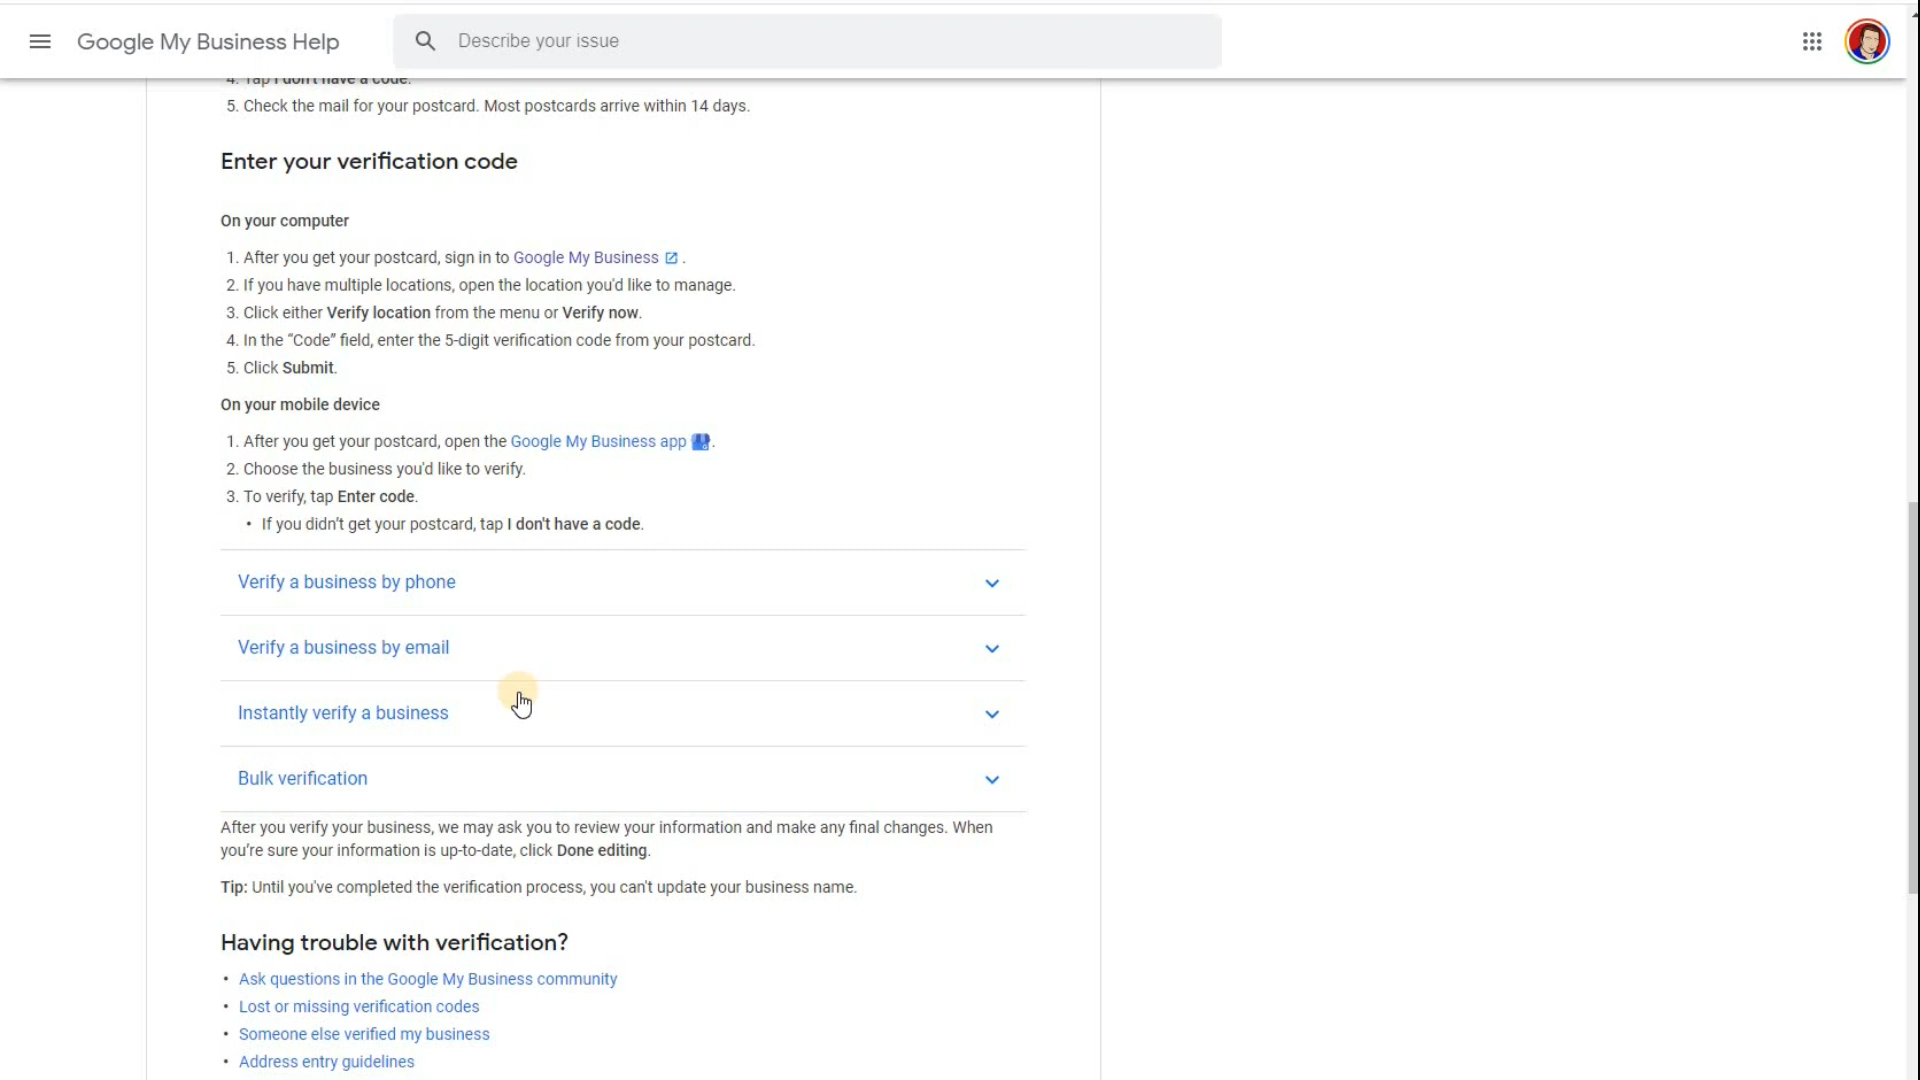 Google My Business Help
Describe your issue
4. Tap I don't have a code.
5. Check the mail for your postcard. Most postcards arrive within 14 days.
Enter your verification code
On your computer
1. After you get your postcard, sign in to Google My Business .
2. If you have multiple locations, open the location you'd like to manage.
3. Click either Verify location from the menu or Verify now.
4. In the “Code” field, enter the 5-digit verification code from your postcard.
5. Click Submit.
On your mobile device
1. After you get your postcard, open the Google My Business app .
2. Choose the business you'd like to verify.
3. To verify, tap Enter code.
• If you didn't get your postcard, tap I don't have a code.
Verify a business by phone
Verify a business by email
Instantly verify a business
Bulk verification
After you verify your business, we may ask you to review your information and make any final changes. When
you’re sure your information is up-to-date, click Done editing.
Tip: Until you've completed the verification process, you can't update your business name.
Having trouble with verification?
• Ask questions in the Google My Business community
• Lost or missing verification codes
• Someone else verified my business
• Address entry guidelines